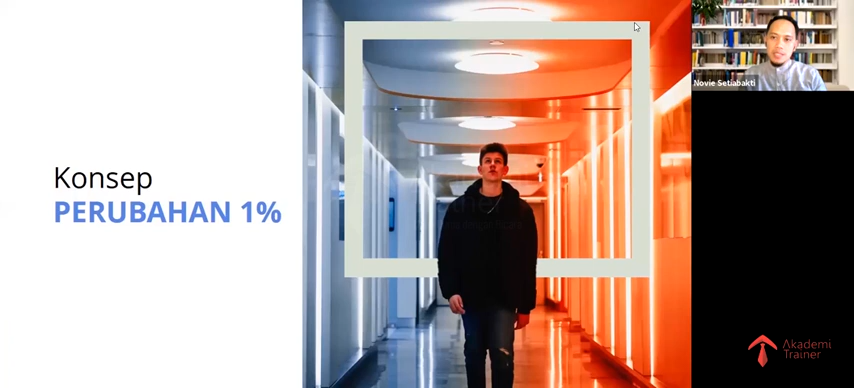 Konsep
PERUBAHAN 1%
Novie Setiabakti
Akademi
Trainer